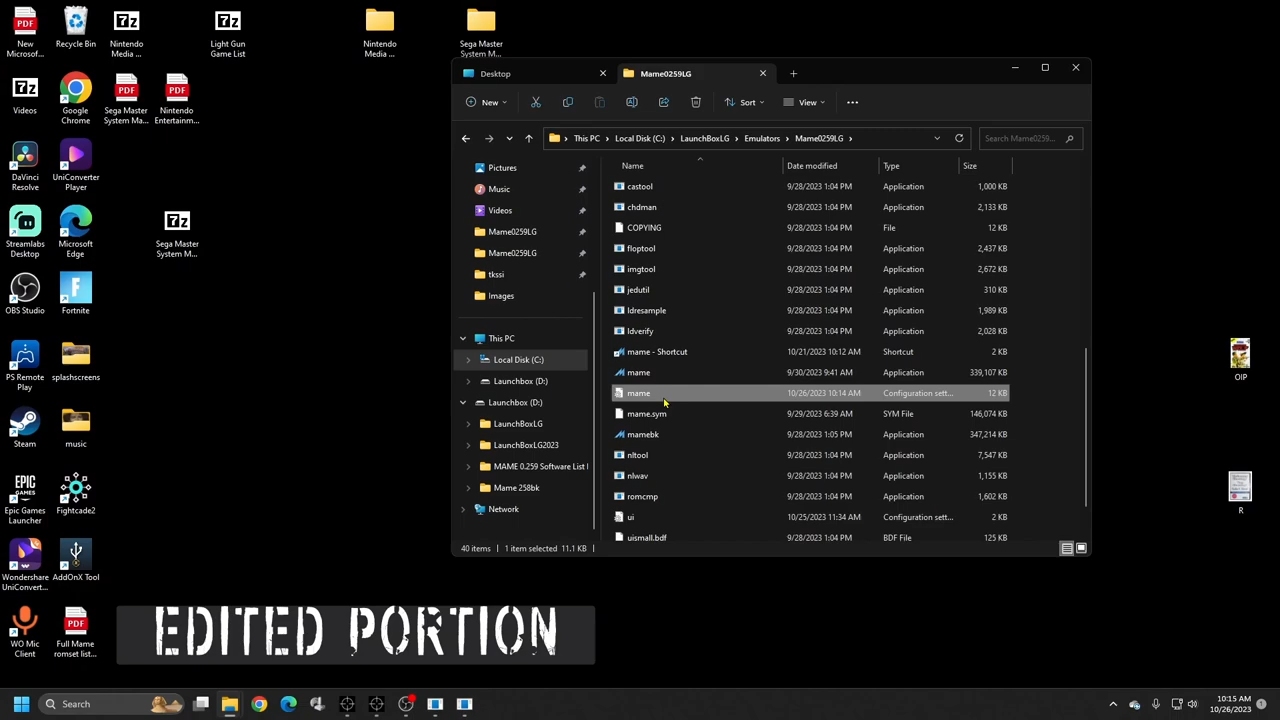 New
Microsof...
Recycle Bin
Nintendo
Media ...
Light Gun
Game List
Nintendo
Media ...
Sega Master
System M...
Videos
Google
Chrome
Sega Master
System Ma...
Nintendo
Entertainm...
DaVinci
Resolve
UniConverter
Player
Streamlabs
Desktop
Microsoft
Edge
Sega Master
System M...
OBS Studio
Fortnite
PS Remote
Play
splashscreens
Steam
music
Epic Games
Launcher
Fightcade2
Wondershare
UniConvert...
AddOnX Tool
WO Mic
Client
Full Mame
romset list...
OIP
R
Desktop
Mame0259LG
New
Sort
View
This PC
Local Disk (C:)
LaunchBoxLG
Emulators
Mame0259LG
Search Mame0259...
Pictures
Music
Videos
Mame0259LG
Mame0259LG
tkssi
Images
This PC
Local Disk (C:)
Launchbox (D:)
Launchbox (D:)
LaunchBoxLG
LaunchBoxLG2023
MAME 0.259 Software List
Mame 258bk
Network
Name Date modified Type Size
castool 9/28/2023 1:04 PM Application 1,000 KB
chdman 9/28/2023 1:04 PM Application 2,133 KB
COPYING 9/28/2023 1:04 PM File 12 KB
floptool 9/28/2023 1:04 PM Application 2,437 KB
imgtool 9/28/2023 1:04 PM Application 2,672 KB
jedutil 9/28/2023 1:04 PM Application 310 KB
ldresample 9/28/2023 1:04 PM Application 1,989 KB
ldverify 9/28/2023 1:04 PM Application 2,028 KB
mame - Shortcut 10/21/2023 10:12 AM Shortcut 2 KB
mame 9/30/2023 9:41 AM Application 339,107 KB
mame 10/26/2023 10:14 AM Configuration sett... 12 KB
mame.sym 9/29/2023 6:39 AM SYM File 146,074 KB
mamebk 9/28/2023 1:05 PM Application 347,214 KB
nltool 9/28/2023 1:04 PM Application 7,547 KB
nlwav 9/28/2023 1:04 PM Application 1,155 KB
romcmp 9/28/2023 1:04 PM Application 1,602 KB
ui 10/25/2023 11:34 AM Configuration sett... 2 KB
uismall.bdf 9/28/2023 1:04 PM BDF File 125 KB
40 items 1 item selected 11.1 KB
EDITED PORTION
Search
10:15 AM
10/26/2023